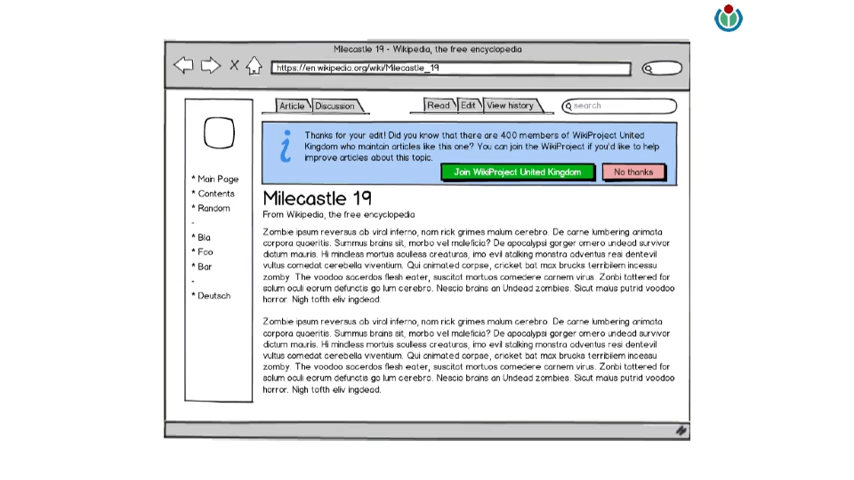 Milecastle 19 - Wikipedia, the free encyclopedia
https://en.wikipedia.org/wiki/Milecastle_19
Article Discussion Read Edit View history search
Thanks for your edit! Did you know that there are 400 members of WikiProject United
Kingdom who maintain articles like this one? You can join the WikiProject if you'd like to help
improve articles about this topic.
Join WikiProject United Kingdom No thanks
* Main Page
* Contents
* Random
-
* Bla
* Foo
* Bar
-
* Deutsch
Milecastle 19
From Wikipedia, the free encyclopedia
Zombie ipsum reversus ab viral inferno, nam rick grimes malum cerebro. De carne lumbering animata
corpora quaeritis. Summus brains sit, morbo vel maleficia? De apocalypsi gorger omero undead survivor
dictum mauris. Hi mindless mortuis soulless creaturas, imo evil stalking monstra adventus resi dentevil
vultus comedat cerebella viventium. Qui animated corpse, cricket bat max brucks terribilem incessu
zomby. The voodoo sacerdos flesh eater, suscitat mortuos comedere carnem virus. Zonbi tattered for
solum oculi eorum defunctis go lum cerebro. Nescio brains an Undead zombies. Sicut malus putrid voodoo
horror. Nigh tofth eliv ingdead.
Zombie ipsum reversus ab viral inferno, nam rick grimes malum cerebro. De carne lumbering animata
corpora quaeritis. Summus brains sit, morbo vel maleficia? De apocalypsi gorger omero undead survivor
dictum mauris. Hi mindless mortuis soulless creaturas, imo evil stalking monstra adventus resi dentevil
vultus comedat cerebella viventium. Qui animated corpse, cricket bat max brucks terribilem incessu
zomby. The voodoo sacerdos flesh eater, suscitat mortuos comedere carnem virus. Zonbi tattered for
solum oculi eorum defunctis go lum cerebro. Nescio brains an Undead zombies. Sicut malus putrid voodoo
horror. Nigh tofth eliv ingdead.